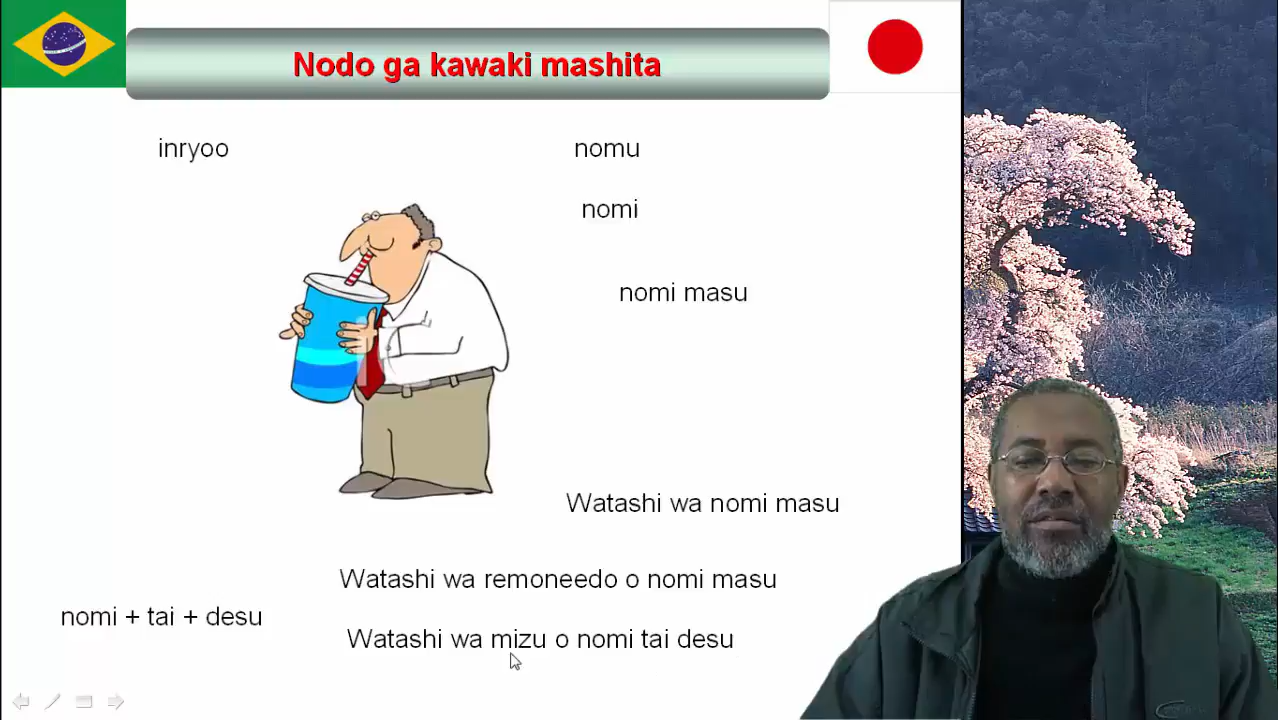 Nodo ga kawaki mashita
inryoo
nomu
nomi
nomi masu
Watashi wa nomi masu
Watashi wa remoneedo o nomi masu
nomi + tai + desu
Watashi wa mizu o nomi tai desu